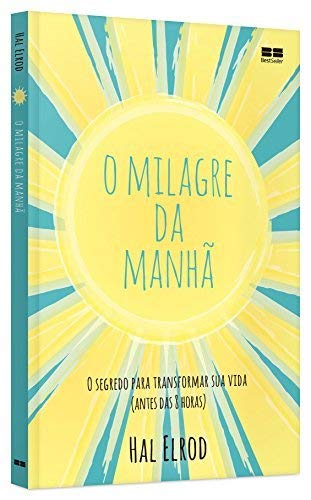 HAL ELROD
O MILAGRE DA MANHÃ
BestSeller
O MILAGRE
DA
MANHÃ
O SEGREDO PARA TRANSFORMAR SUA VIDA
(ANTES DAS 8 HORAS)
HAL ELROD